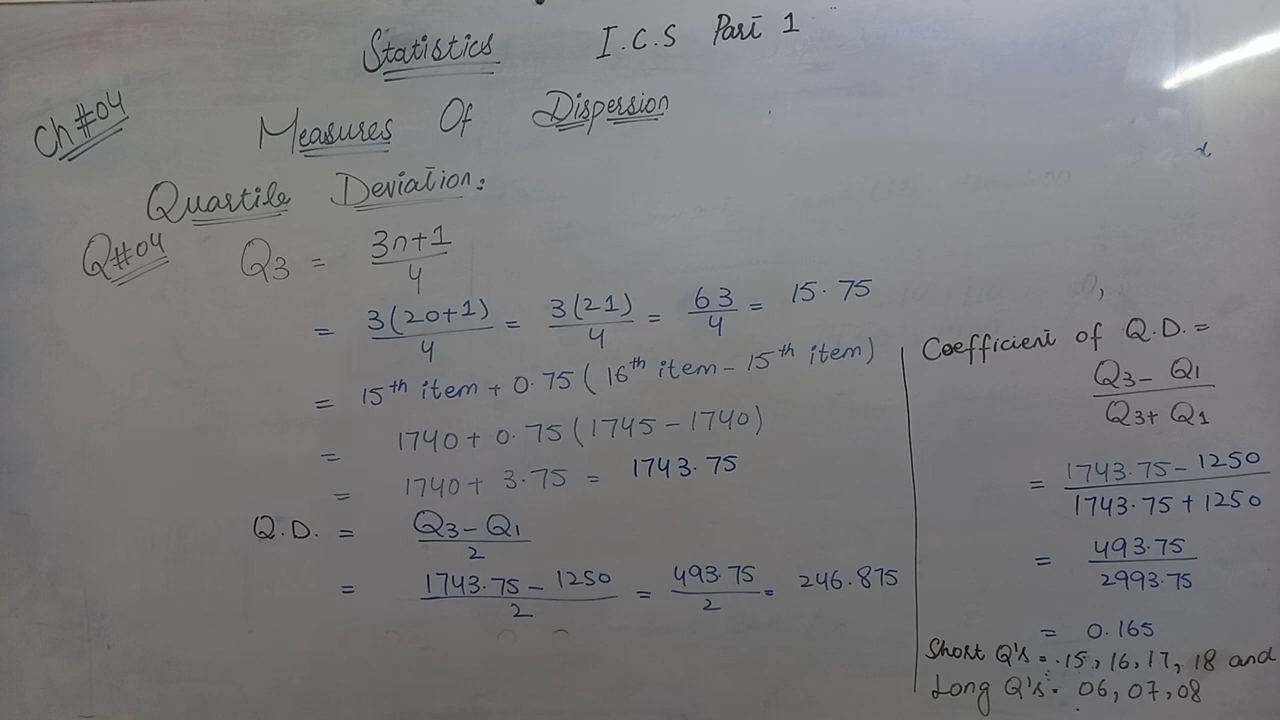 Statistics I.C.S Part 1
Ch#04
Measures Of Dispersion
Quartile Deviation:
Q#04 Q3 = 3n+1/4
= 3(20+1)/4 = 3(21)/4 = 63/4 = 15.75
= 15th item + 0.75 (16th item - 15th item)
= 1740 + 0.75 (1745 - 1740)
= 1740 + 3.75 = 1743.75
Q.D. = Q3 - Q1/2
= 1743.75 - 1250/2 = 493.75/2 = 246.875
Coefficient of Q.D. =
Q3 - Q1/Q3 + Q1
= 1743.75 - 1250/1743.75 + 1250
= 493.75/2993.75
= 0.165
Short Q's = .15, 16, 17, 18 and
Long Q's = 06, 07, 08